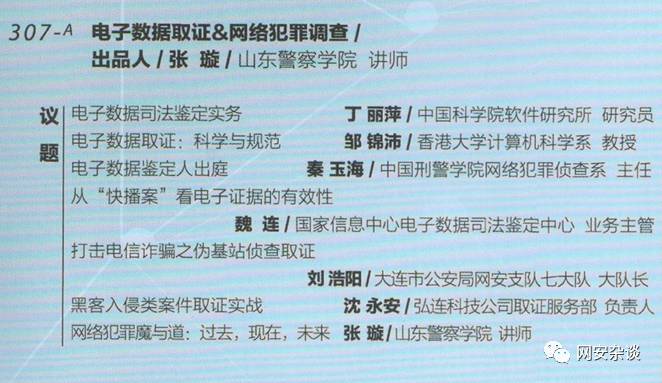 307-A 电子数据取证&网络犯罪调查 /
出品人 / 张 璇 / 山东警察学院 讲师
议题
电子数据司法鉴定实务 丁 丽萍 / 中国科学院软件研究所 研究员
电子数据取证：科学与规范 邹 锦沛 / 香港大学计算机科学系 教授
电子数据鉴定人出庭 秦 玉海 / 中国刑警学院网络犯罪侦查系 主任
从“快播案”看电子证据的有效性
魏 连 / 国家信息中心电子数据司法鉴定中心 业务主管
打击电信诈骗之伪基站侦查取证
刘 浩阳 / 大连市公安局网安支队七大队 大队长
黑客入侵类案件取证实战 沈 永安 / 弘连科技公司取证服务部 负责人
网络犯罪魔与道：过去，现在，未来 张 璇 / 山东警察学院 讲师
网安杂谈